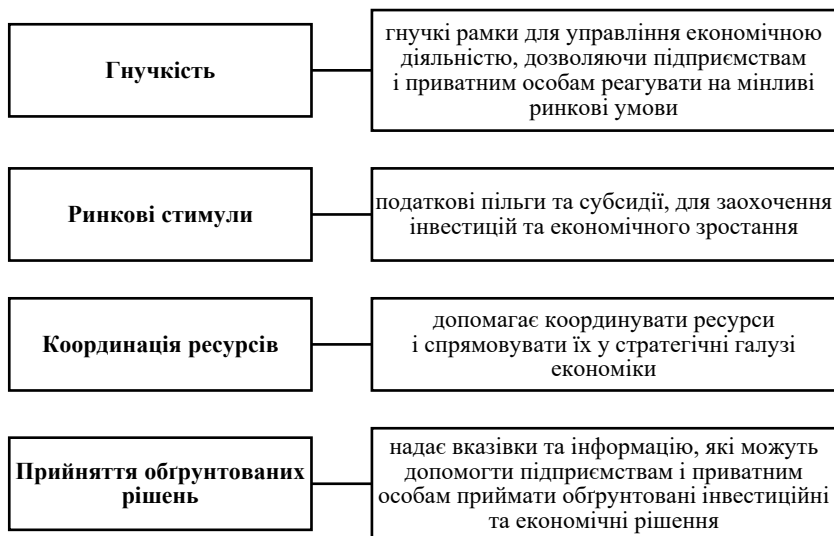 Гнучкість
гнучкі рамки для управління економічною
діяльністю, дозволяючи підприємствам
і приватним особам реагувати на мінливі
ринкові умови
Ринкові стимули
податкові пільги та субсидії, для заохочення
інвестицій та економічного зростання
Координація ресурсів
допомагає координувати ресурси
і спрямовувати їх у стратегічні галузі
економіки
Прийняття обґрунтованих
рішень
надає вказівки та інформацію, які можуть
допомогти підприємствам і приватним
особам приймати обґрунтовані інвестиційні
та економічні рішення